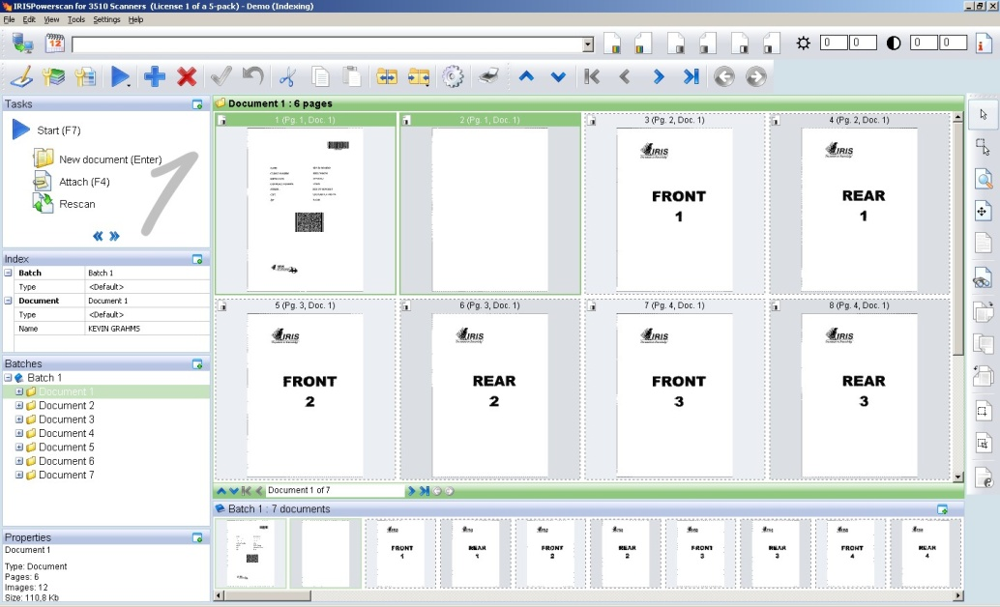 IRISPowerscan for 3510 Scanners (License 1 of a 5-pack) - Demo (Indexing)
File Edit View Tools Settings Help
12
0 0 0 0
Tasks
Start (F7)
New document (Enter)
Attach (F4)
Rescan
1
Index
Batch Batch 1
Type <Default>
Document Document 1
Type <Default>
Name KEVIN GRAHMS
Batches
Batch 1
Document 1
Document 2
Document 3
Document 4
Document 5
Document 6
Document 7
Properties
Document 1
Type: Document
Pages: 6
Images: 12
Size: 110,8 Kb
Document 1 : 6 pages
1 (Pg. 1, Doc. 1)
2 (Pg. 1, Doc. 1)
3 (Pg. 2, Doc. 1)
IRIS
FRONT
1
4 (Pg. 2, Doc. 1)
IRIS
REAR
1
5 (Pg. 3, Doc. 1)
IRIS
FRONT
2
6 (Pg. 3, Doc. 1)
IRIS
REAR
2
7 (Pg. 4, Doc. 1)
IRIS
FRONT
3
8 (Pg. 4, Doc. 1)
IRIS
REAR
3
Document 1 of 7
Batch 1 : 7 documents
FRONT
1
REAR
1
FRONT
2
REAR
2
FRONT
3
REAR
3
FRONT
4
REAR
4